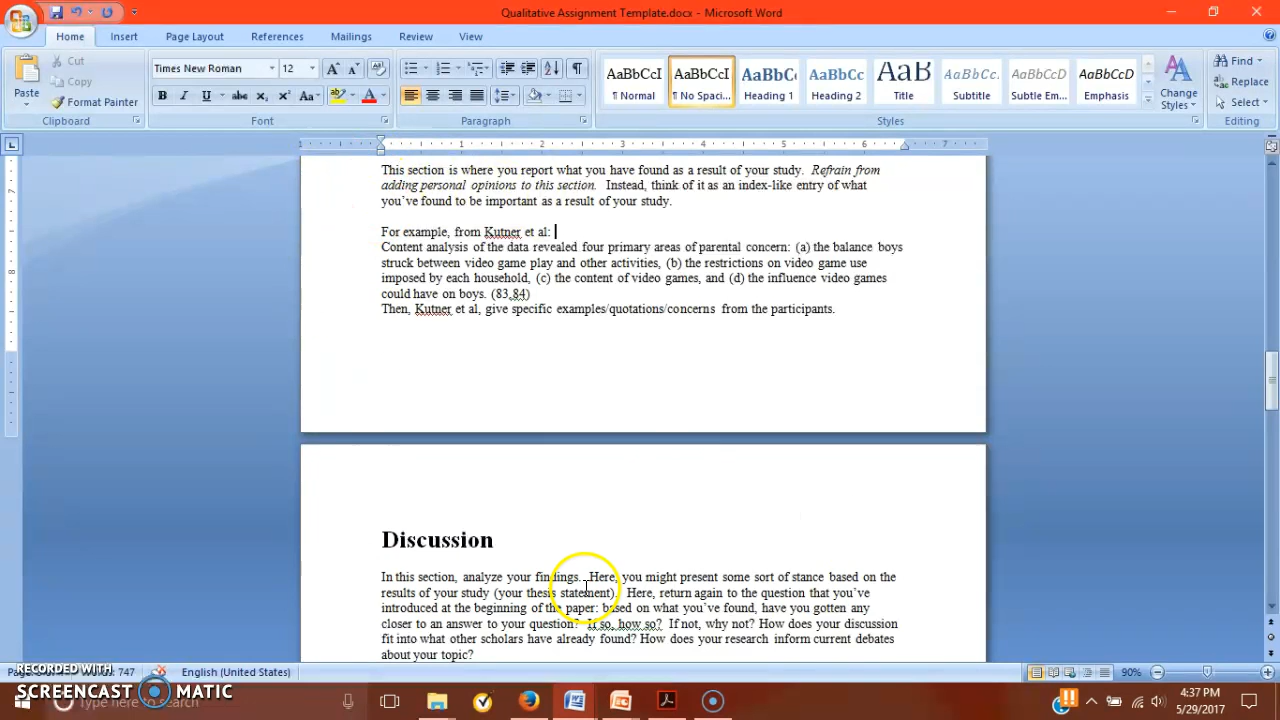 Qualitative Assignment Template.docx - Microsoft Word
Home Insert Page Layout References Mailings Review View
Paste
Cut
Copy
Format Painter
Clipboard
Times New Roman 12
Font
Paragraph
AaBbCcI AaBbCcI AaBbC AaBbCc AaB AaBbCcL AaBbCcD AaBbCcD
¶ Normal ¶ No Spaci... Heading 1 Heading 2 Title Subtitle Subtle Em... Emphasis
Change
Styles
Styles
Find
Replace
Select
Editing
1 1 2 3 4 5 6 7
This section is where you report what you have found as a result of your study. Refrain from
adding personal opinions to this section. Instead, think of it as an index-like entry of what
you've found to be important as a result of your study.
For example, from Kutner et al:
Content analysis of the data revealed four primary areas of parental concern: (a) the balance boys
struck between video game play and other activities, (b) the restrictions on video game use
imposed by each household, (c) the content of video games, and (d) the influence video games
could have on boys. (83,84)
Then, Kutner et al, give specific examples/quotations/concerns from the participants.
Discussion
In this section, analyze your findings. Here, you might present some sort of stance based on the
results of your study (your thesis statement). Here, return again to the question that you've
introduced at the beginning of the paper: based on what you've found, have you gotten any
closer to an answer to your question? If so, how so? If not, why not? How does your discussion
fit into what other scholars have already found? How does your research inform current debates
about your topic?
747 English (United States) 90%
RECORDED WITH
SCREENCAST MATIC
Type here to search
4:37 PM
5/29/2017